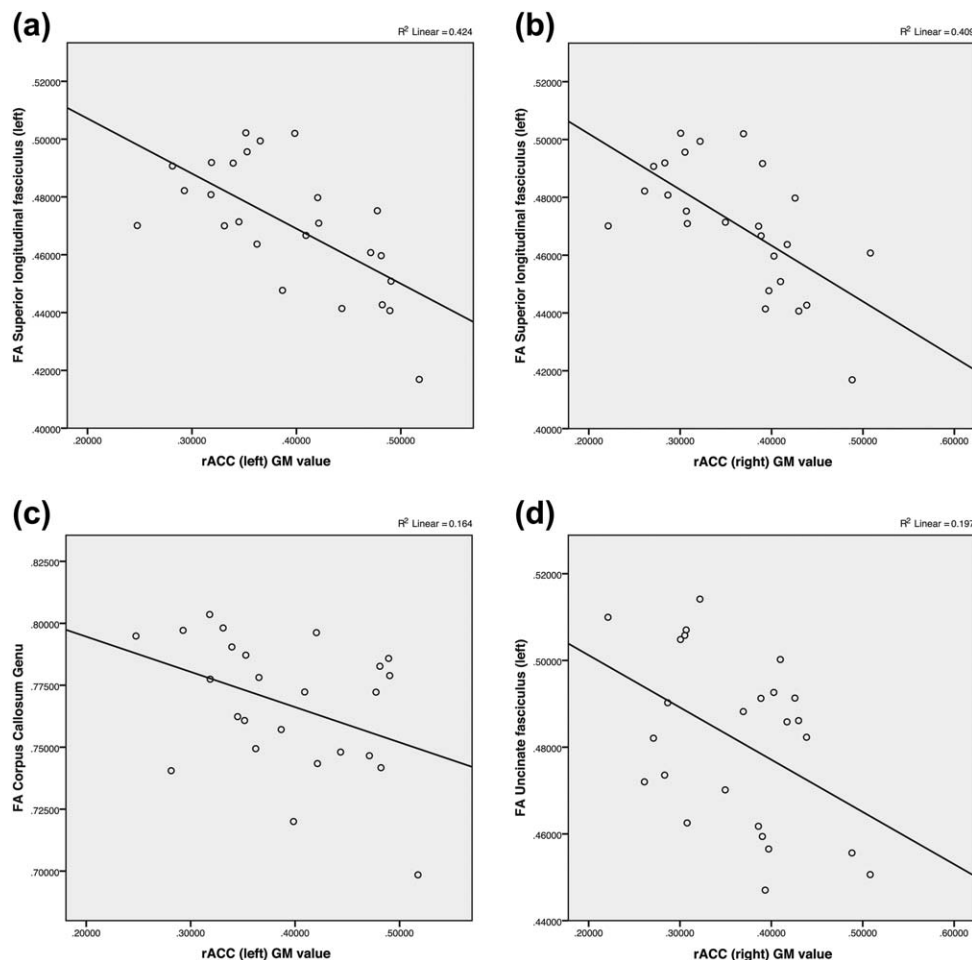 (a)
R² Linear = 0.424
FA Superior longitudinal fasciculus (left)
.52000
.50000
.48000
.46000
.44000
.42000
.40000
.20000 .30000 .40000 .50000
rACC (left) GM value
(b)
R² Linear = 0.409
FA Superior longitudinal fasciculus (left)
.52000
.50000
.48000
.46000
.44000
.42000
.40000
.20000 .30000 .40000 .50000 .60000
rACC (right) GM value
(c)
R² Linear = 0.164
FA Corpus Callosum Genu
.82500
.80000
.77500
.75000
.72500
.70000
.20000 .30000 .40000 .50000
rACC (left) GM value
(d)
R² Linear = 0.197
FA Uncinate fasciculus (left)
.52000
.50000
.48000
.46000
.44000
.20000 .30000 .40000 .50000 .60000
rACC (right) GM value